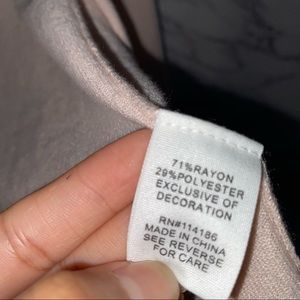 71%RAYON
29%POLYESTER
EXCLUSIVE OF
DECORATION
RN#114186
MADE IN CHINA
SEE REVERSE
FOR CARE